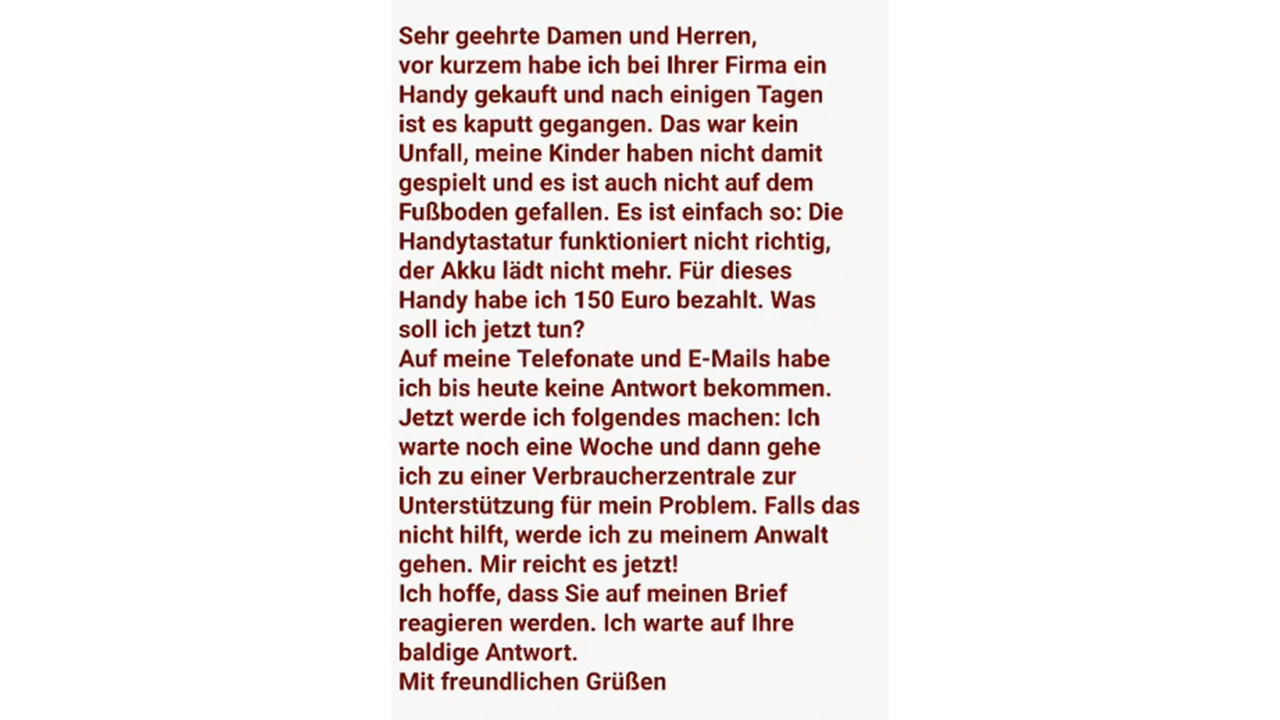 Sehr geehrte Damen und Herren,
vor kurzem habe ich bei Ihrer Firma ein
Handy gekauft und nach einigen Tagen
ist es kaputt gegangen. Das war kein
Unfall, meine Kinder haben nicht damit
gespielt und es ist auch nicht auf dem
Fußboden gefallen. Es ist einfach so: Die
Handytastatur funktioniert nicht richtig,
der Akku lädt nicht mehr. Für dieses
Handy habe ich 150 Euro bezahlt. Was
soll ich jetzt tun?
Auf meine Telefonate und E-Mails habe
ich bis heute keine Antwort bekommen.
Jetzt werde ich folgendes machen: Ich
warte noch eine Woche und dann gehe
ich zu einer Verbraucherzentrale zur
Unterstützung für mein Problem. Falls das
nicht hilft, werde ich zu meinem Anwalt
gehen. Mir reicht es jetzt!
Ich hoffe, dass Sie auf meinen Brief
reagieren werden. Ich warte auf Ihre
baldige Antwort.
Mit freundlichen Grüßen